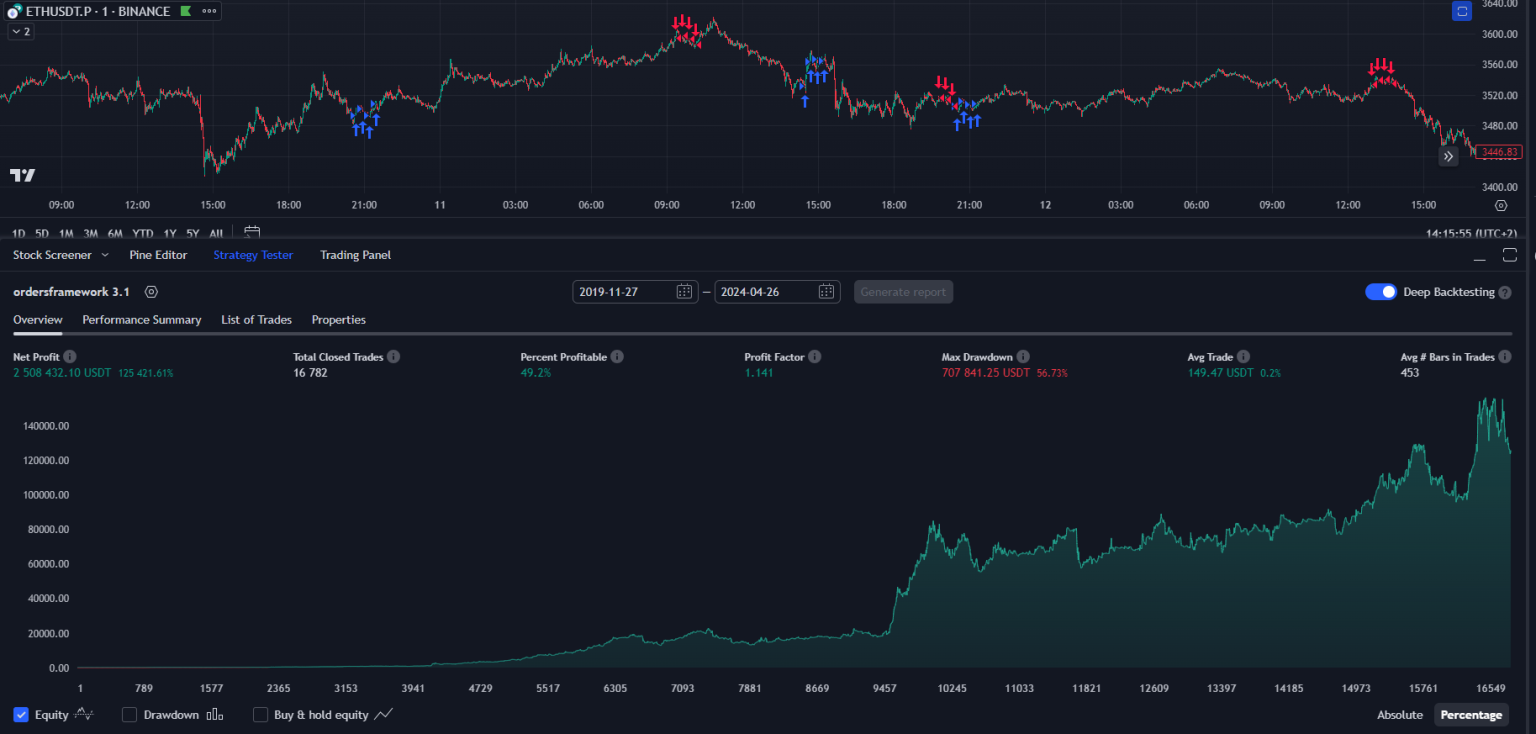 ETHUSDT.P · 1 · BINANCE
2
3640.00
3600.00
3560.00
3520.00
3480.00
3446.83
3400.00
09:00 12:00 15:00 18:00 21:00 11 03:00 06:00 09:00 12:00 15:00 18:00 21:00 12 03:00 06:00 09:00 12:00 15:00
1D 5D 1M 3M 6M YTD 1Y 5Y All 14:15:55 (UTC+2)
Stock Screener Pine Editor Strategy Tester Trading Panel
ordersframework 3.1 2019-11-27 – 2024-04-26 Generate report Deep Backtesting
Overview Performance Summary List of Trades Properties
Net Profit Total Closed Trades Percent Profitable Profit Factor Max Drawdown Avg Trade Avg # Bars in Trades
2 508 432.10 USDT 125 421.61% 16 782 49.2% 1.141 707 841.25 USDT 56.73% 149.47 USDT 0.2% 453
140000.00
120000.00
100000.00
80000.00
60000.00
40000.00
20000.00
0.00
1 789 1577 2365 3153 3941 4729 5517 6305 7093 7881 8669 9457 10245 11033 11821 12609 13397 14185 14973 15761 16549
Equity Drawdown Buy & hold equity Absolute Percentage